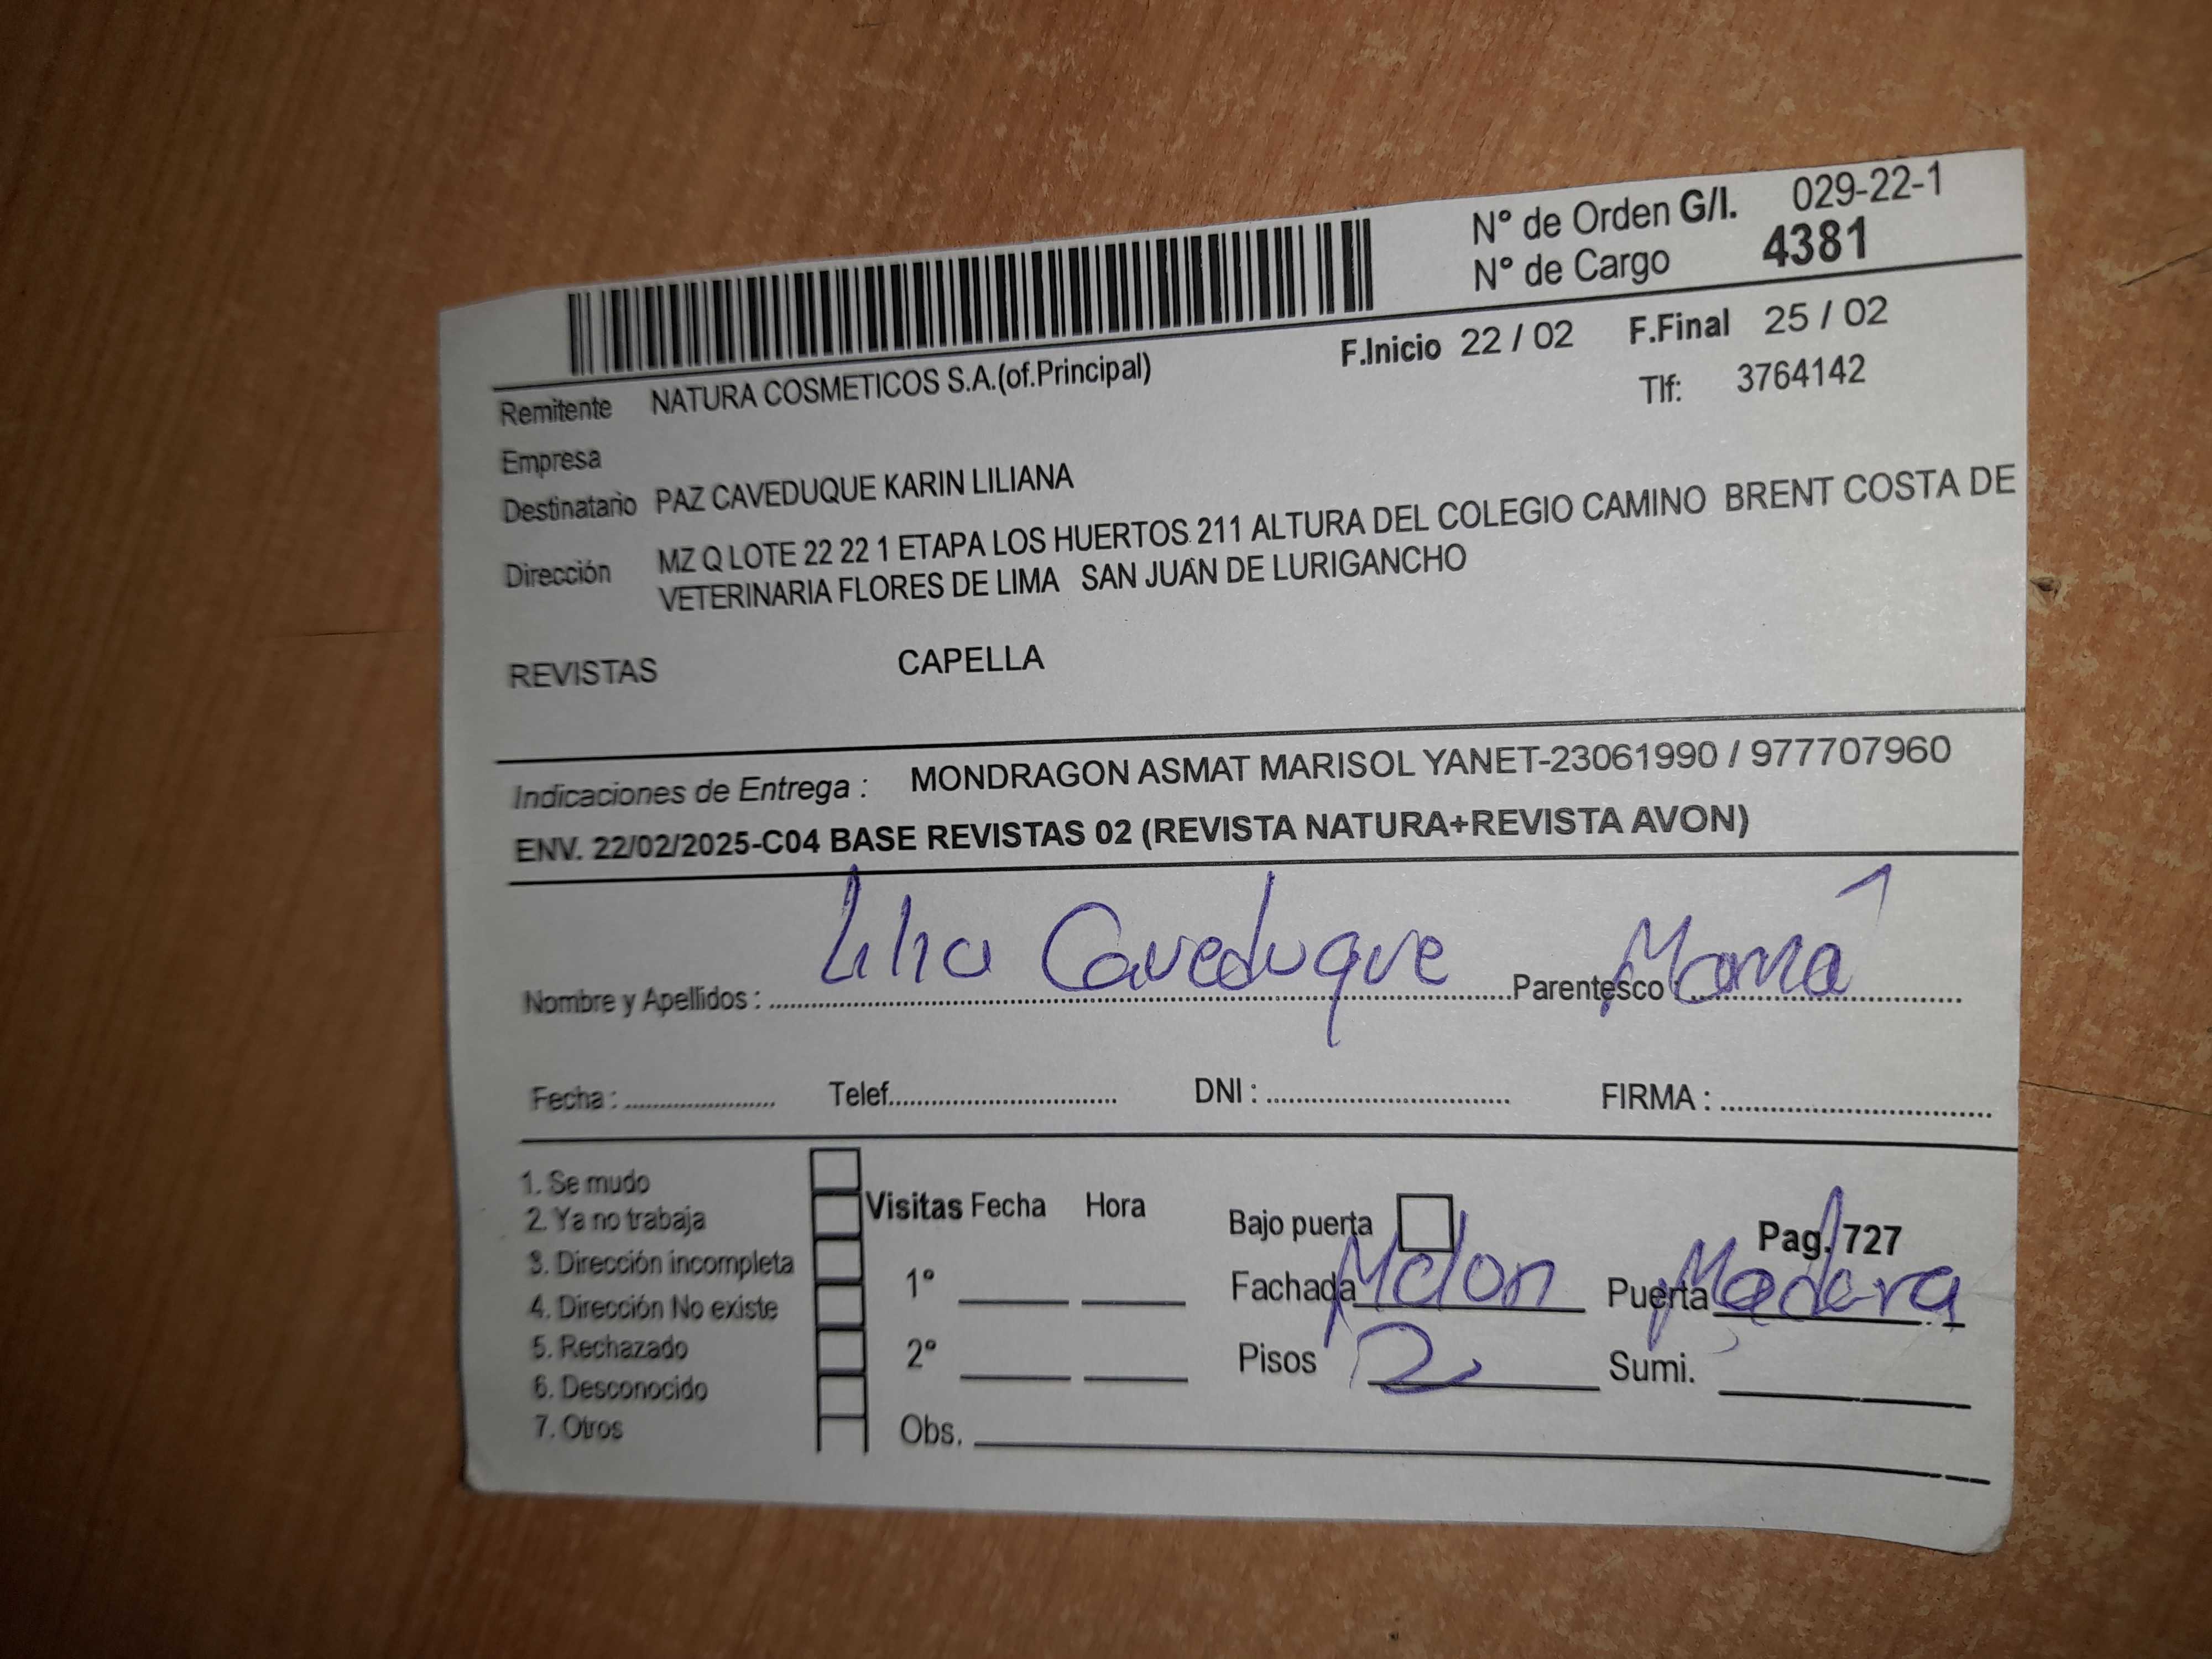 N° de Orden G/I. 029-22-1
N° de Cargo 4381
F.Inicio 22 / 02 F.Final 25 / 02
Remitente NATURA COSMETICOS S.A.(of.Principal) Tlf: 3764142
Empresa
Destinatario PAZ CAVEDUQUE KARIN LILIANA
Dirección MZ Q LOTE 22 22 1 ETAPA LOS HUERTOS 211 ALTURA DEL COLEGIO CAMINO BRENT COSTA DE
VETERINARIA FLORES DE LIMA SAN JUAN DE LURIGANCHO
REVISTAS CAPELLA
Indicaciones de Entrega : MONDRAGON ASMAT MARISOL YANET-23061990 / 977707960
ENV. 22/02/2025-C04 BASE REVISTAS 02 (REVISTA NATURA+REVISTA AVON)
Nombre y Apellidos : Lilia Caveduque Parentesco Mamá
Fecha : Telef. DNI : FIRMA :
1. Se mudo
2. Ya no trabaja
3. Dirección incompleta
4. Dirección No existe
5. Rechazado
6. Desconocido
7. Otros
Visitas Fecha Hora
1°
2°
Obs.
Bajo puerta Pag. 727
Fachada Melon Puerta Madera
Pisos 2 Sumi.